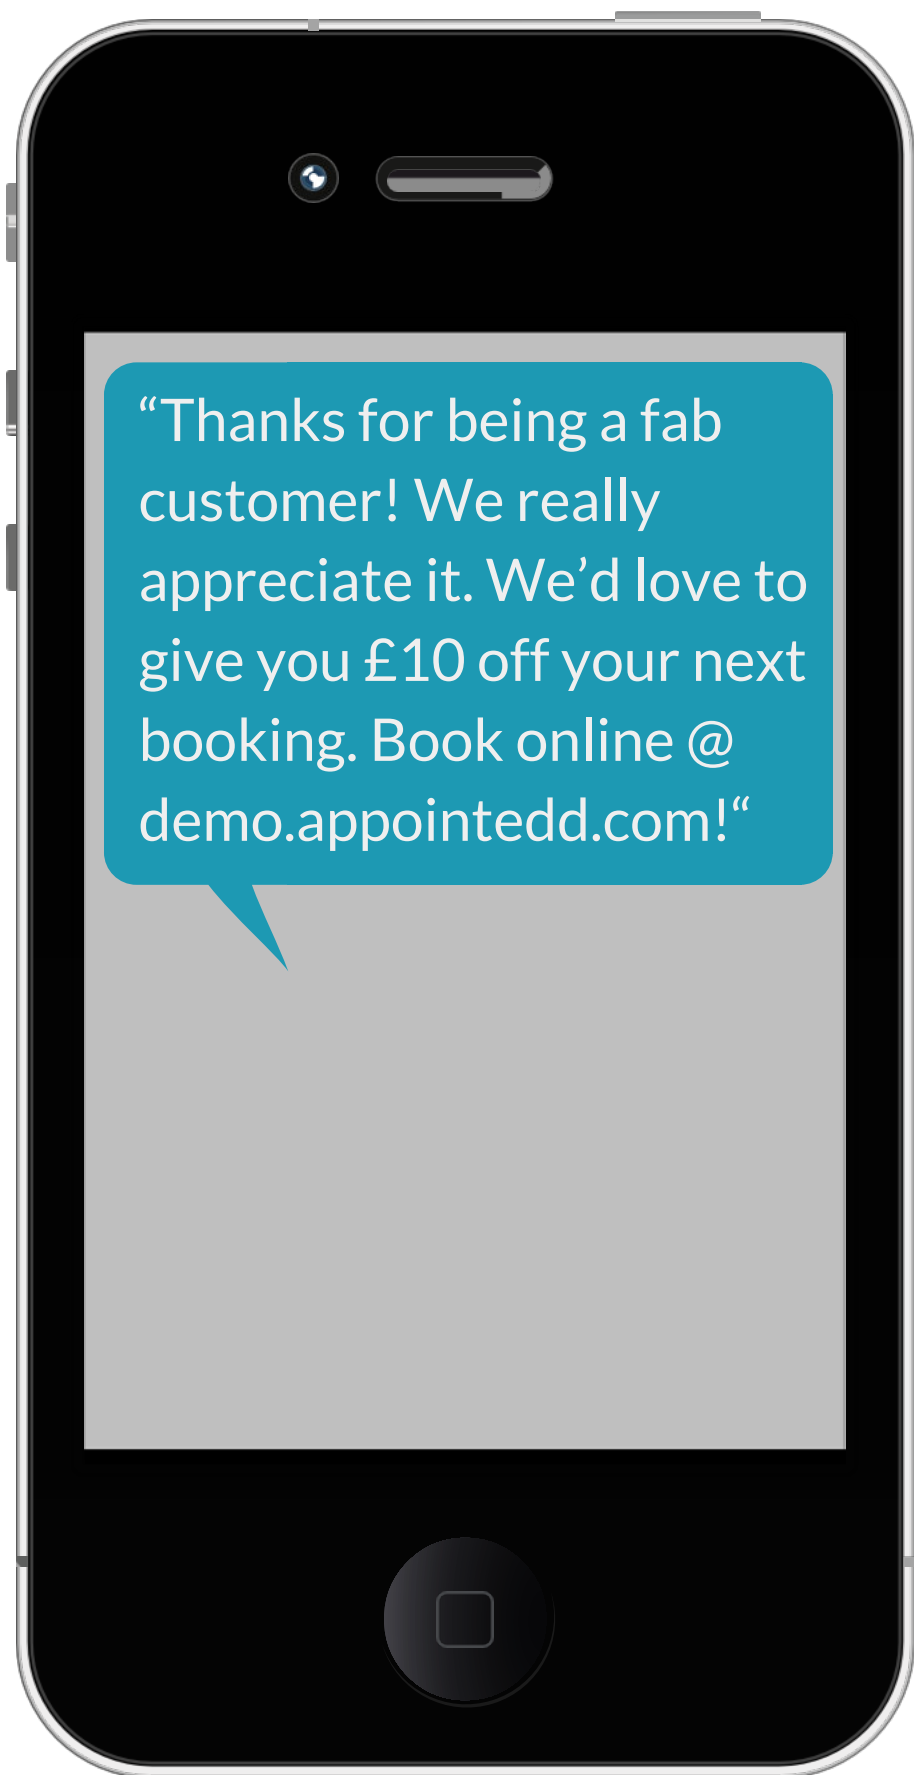 “Thanks for being a fab
customer! We really
appreciate it. We’d love to
give you £10 off your next
booking. Book online @
demo.appointedd.com!“